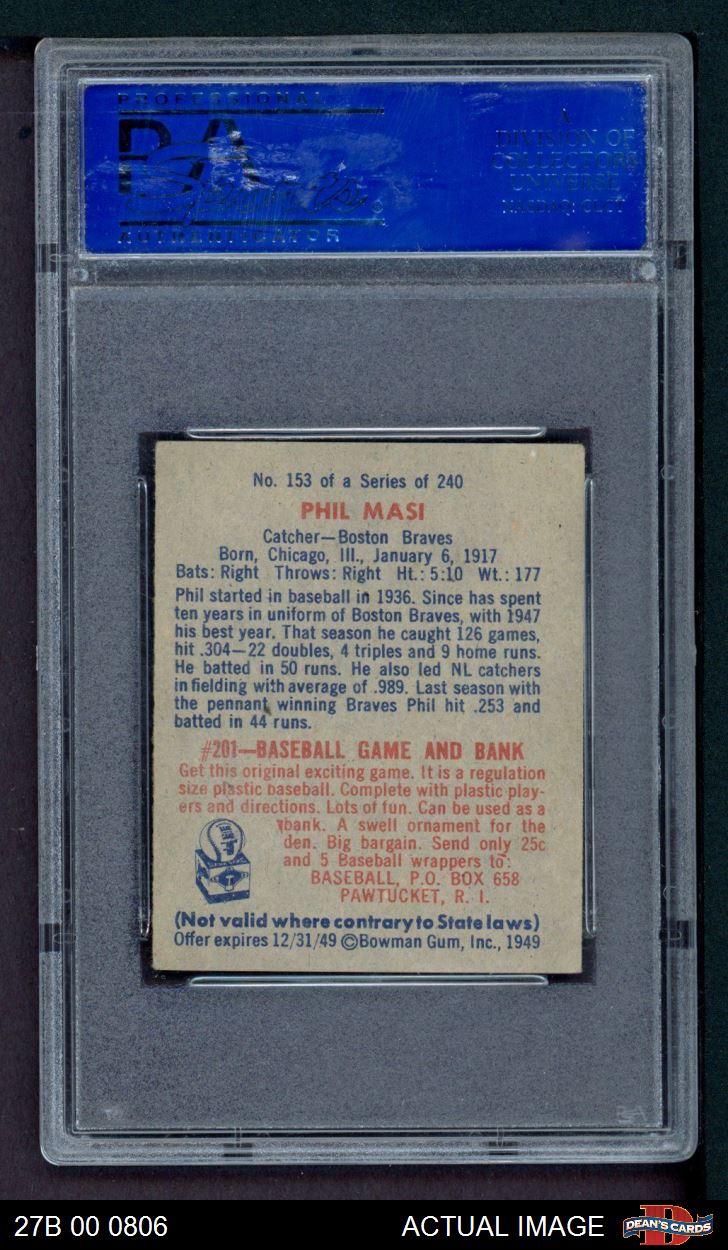 PROFESSIONAL
PSA
Sports
AUTHENTICATOR
A
DIVISION OF
COLLECTORS
UNIVERSE
NASDAQ: CLCT
No. 153 of a Series of 240
PHIL MASI
Catcher—Boston Braves
Born, Chicago, Ill., January 6, 1917
Bats: Right Throws: Right Ht.: 5:10 Wt.: 177
Phil started in baseball in 1936. Since has spent
ten years in uniform of Boston Braves, with 1947
his best year. That season he caught 126 games,
hit .304—22 doubles, 4 triples and 9 home runs.
He batted in 50 runs. He also led NL catchers
in fielding with average of .989. Last season with
the pennant winning Braves Phil hit .253 and
batted in 44 runs.
#201—BASEBALL GAME AND BANK
Get this original exciting game. It is a regulation
size plastic baseball. Complete with plastic play-
ers and directions. Lots of fun. Can be used as a
bank. A swell ornament for the
den. Big bargain. Send only 25c
and 5 Baseball wrappers to:
BASEBALL, P.O. BOX 658
PAWTUCKET, R. I.
(Not valid where contrary to State laws)
Offer expires 12/31/49 ©Bowman Gum, Inc., 1949
27B 00 0806
ACTUAL IMAGE
DEAN'S CARDS